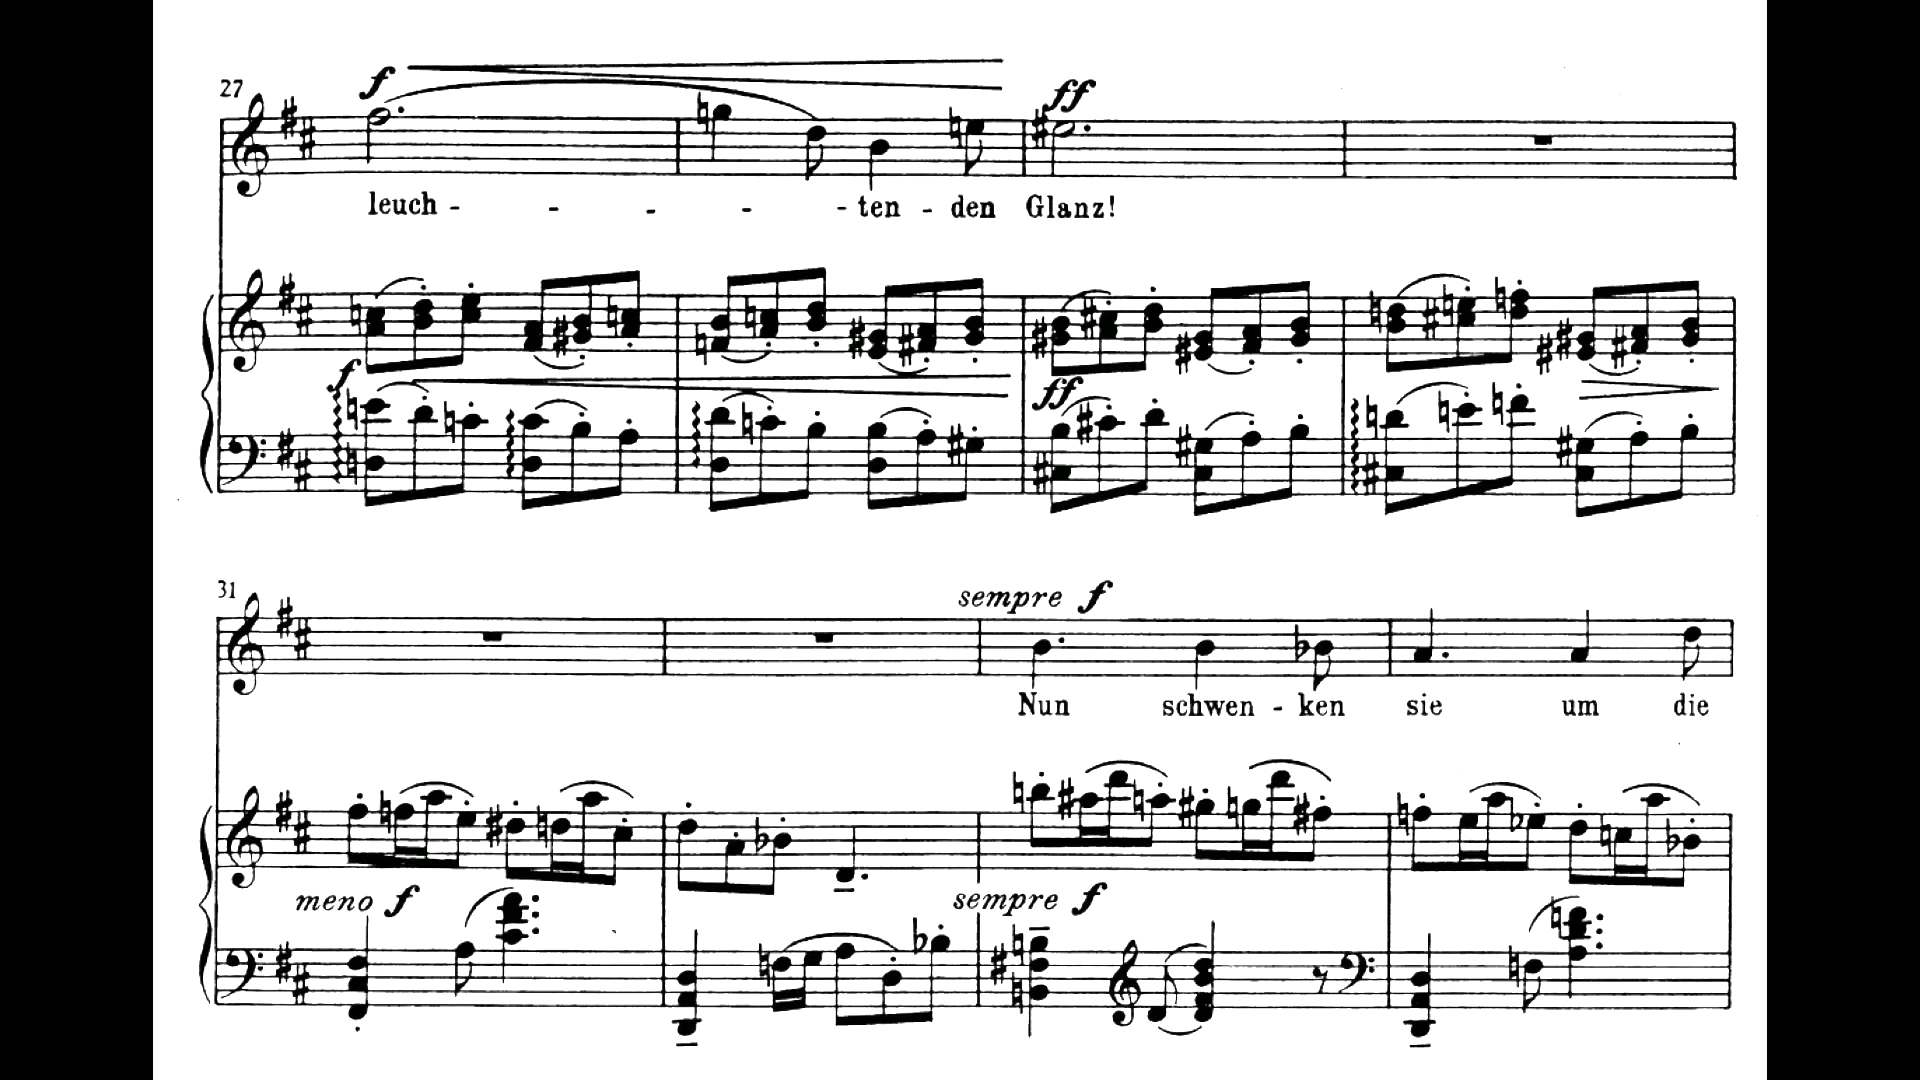 27
f
ff
leuch - - - - - ten - den Glanz!
f
ff
31
sempre f
Nun schwen - ken sie um die
meno f
sempre f